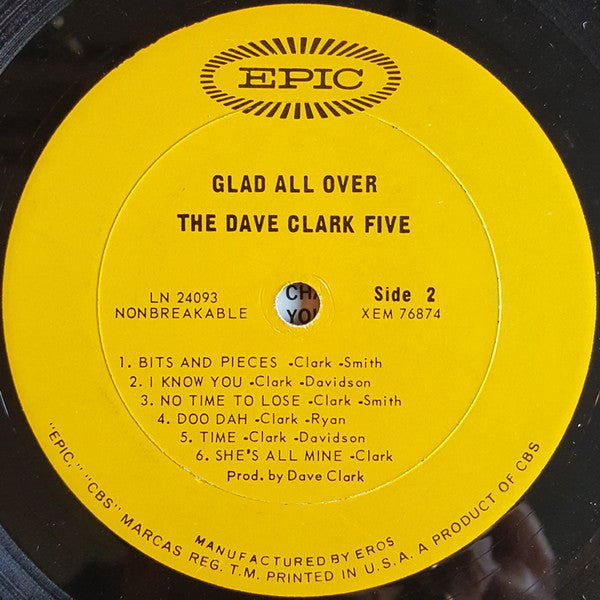 EPIC
GLAD ALL OVER
THE DAVE CLARK FIVE
LN 24093
NONBREAKABLE
CH
YO
Side 2
XEM 76874
1. BITS AND PIECES -Clark -Smith
2. I KNOW YOU -Clark -Davidson
3. NO TIME TO LOSE -Clark -Smith
4. DOO DAH -Clark -Ryan
5. TIME -Clark -Davidson
6. SHE'S ALL MINE -Clark
Prod. by Dave Clark
MANUFACTURED BY EROS
"EPIC," "CBS" MARCAS REG. T.M. PRINTED IN U.S.A. A PRODUCT OF CBS